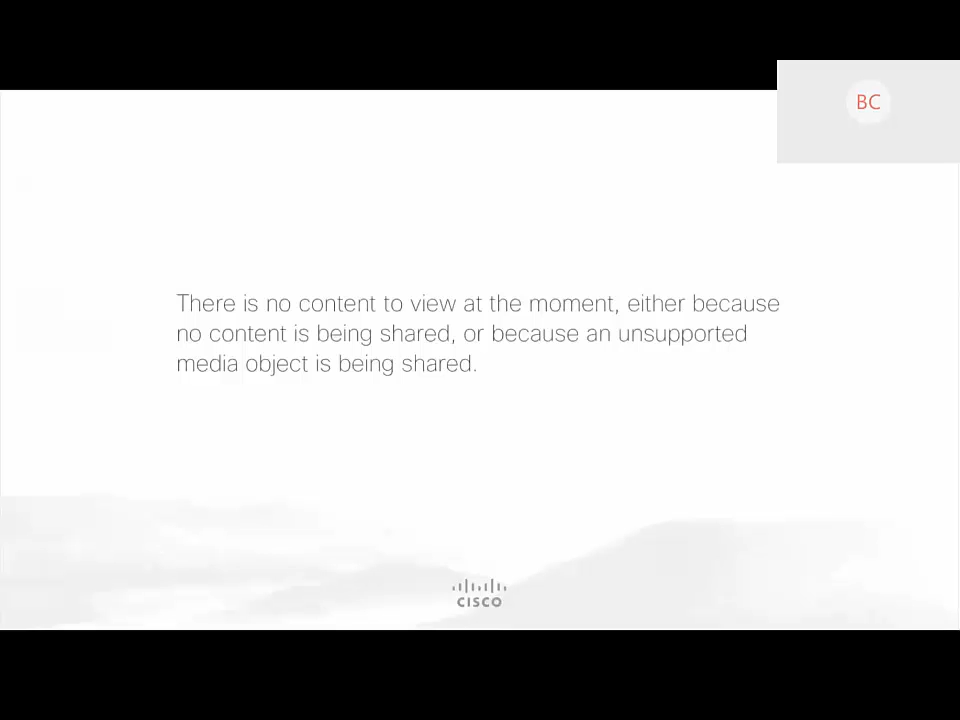 BC
There is no content to view at the moment, either because
no content is being shared, or because an unsupported
media object is being shared.
CISCO